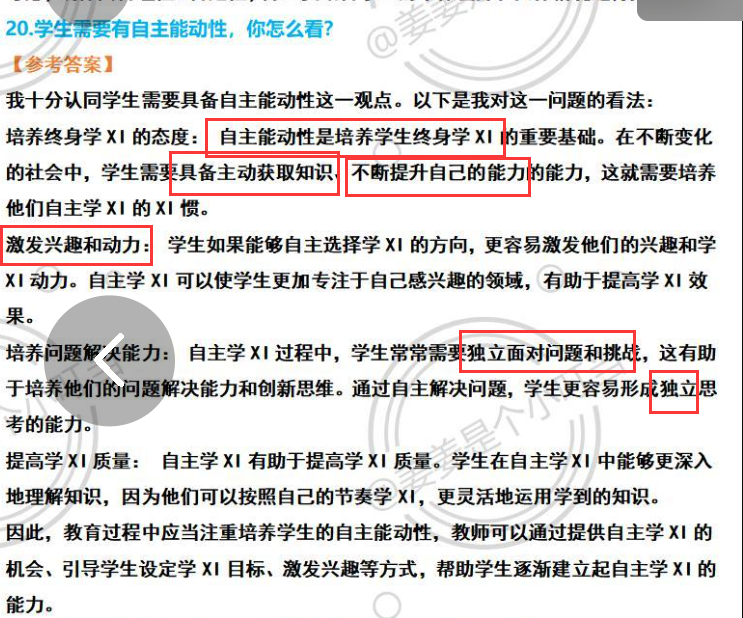 20.学生需要有自主能动性，你怎么看？
【参考答案】
我十分认同学生需要具备自主能动性这一观点。以下是我对这一问题的看法：
培养终身学 XI 的态度： 自主能动性是培养学生终身学 XI 的重要基础。在不断变化
的社会中，学生需要具备主动获取知识、不断提升自己的能力的能力，这就需要培养
他们自主学 XI 的 XI 惯。
激发兴趣和动力： 学生如果能够自主选择学 XI 的方向，更容易激发他们的兴趣和学
XI 动力。自主学 XI 可以使学生更加专注于自己感兴趣的领域，有助于提高学 XI 效
果。
培养问题解决能力： 自主学 XI 过程中，学生常常需要独立面对问题和挑战，这有助
于培养他们的问题解决能力和创新思维。通过自主解决问题，学生更容易形成独立思
考的能力。
提高学 XI 质量： 自主学 XI 有助于提高学 XI 质量。学生在自主学 XI 中能够更深入
地理解知识，因为他们可以按照自己的节奏学 XI，更灵活地运用学到的知识。
因此，教育过程中应当注重培养学生的自主能动性，教师可以通过提供自主学 XI 的
机会、引导学生设定学 XI 目标、激发兴趣等方式，帮助学生逐渐建立起自主学 XI 的
能力。
@姜姜是个小